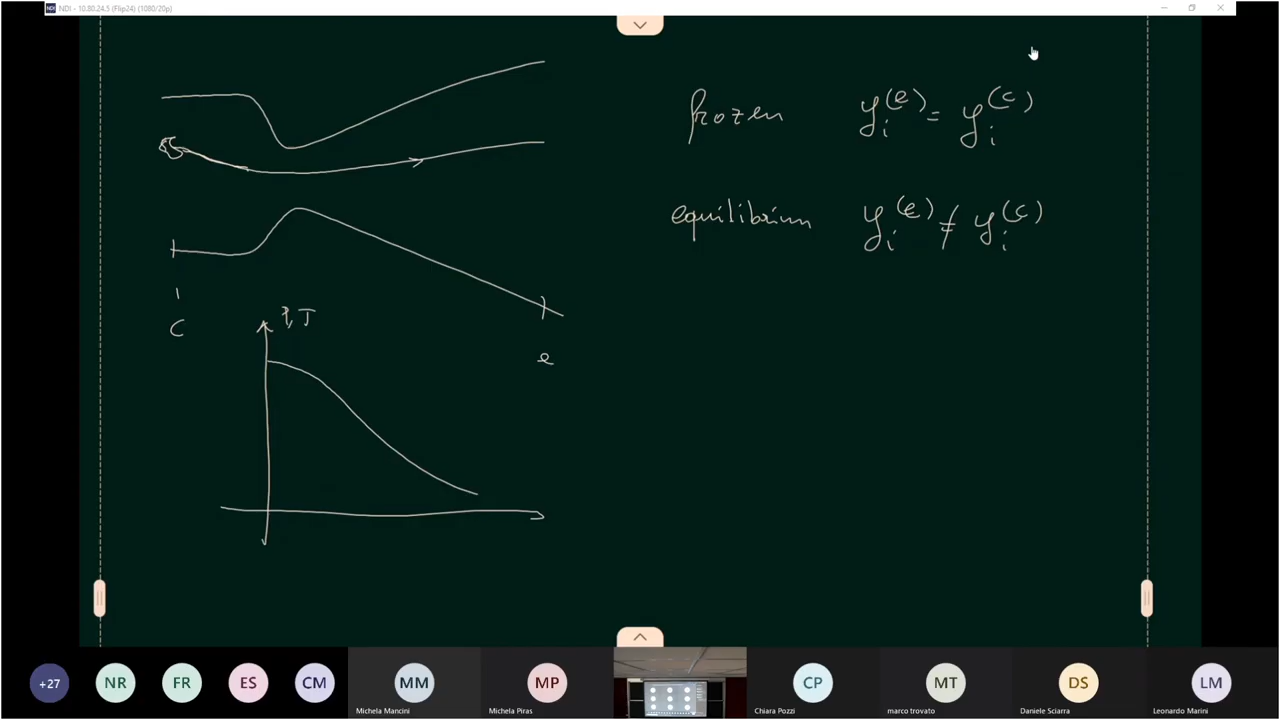 NDI - 10.80.24.5 (Flip24) (1080/20p)
frozen y_i^(e) = y_i^(c)
equilibrium y_i^(e) ≠ y_i^(c)
c
P,T
e
+27
NR
FR
ES
CM
MM
Michela Mancini
MP
Michela Piras
CP
Chiara Pozzi
MT
marco trovato
DS
Daniele Sciarra
LM
Leonardo Marini